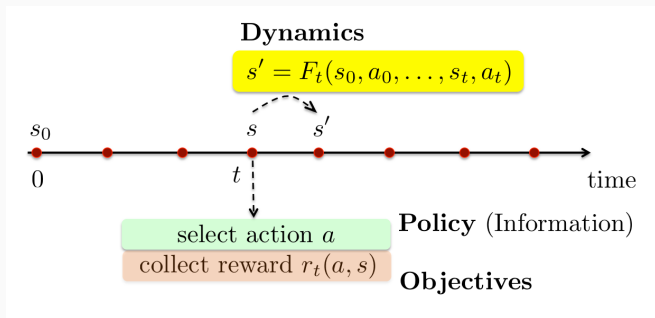 Dynamics
s′ = F_t(s_0, a_0, . . . , s_t, a_t)
s_0 s s′
0 t time
select action a Policy (Information)
collect reward r_t(a, s)
Objectives